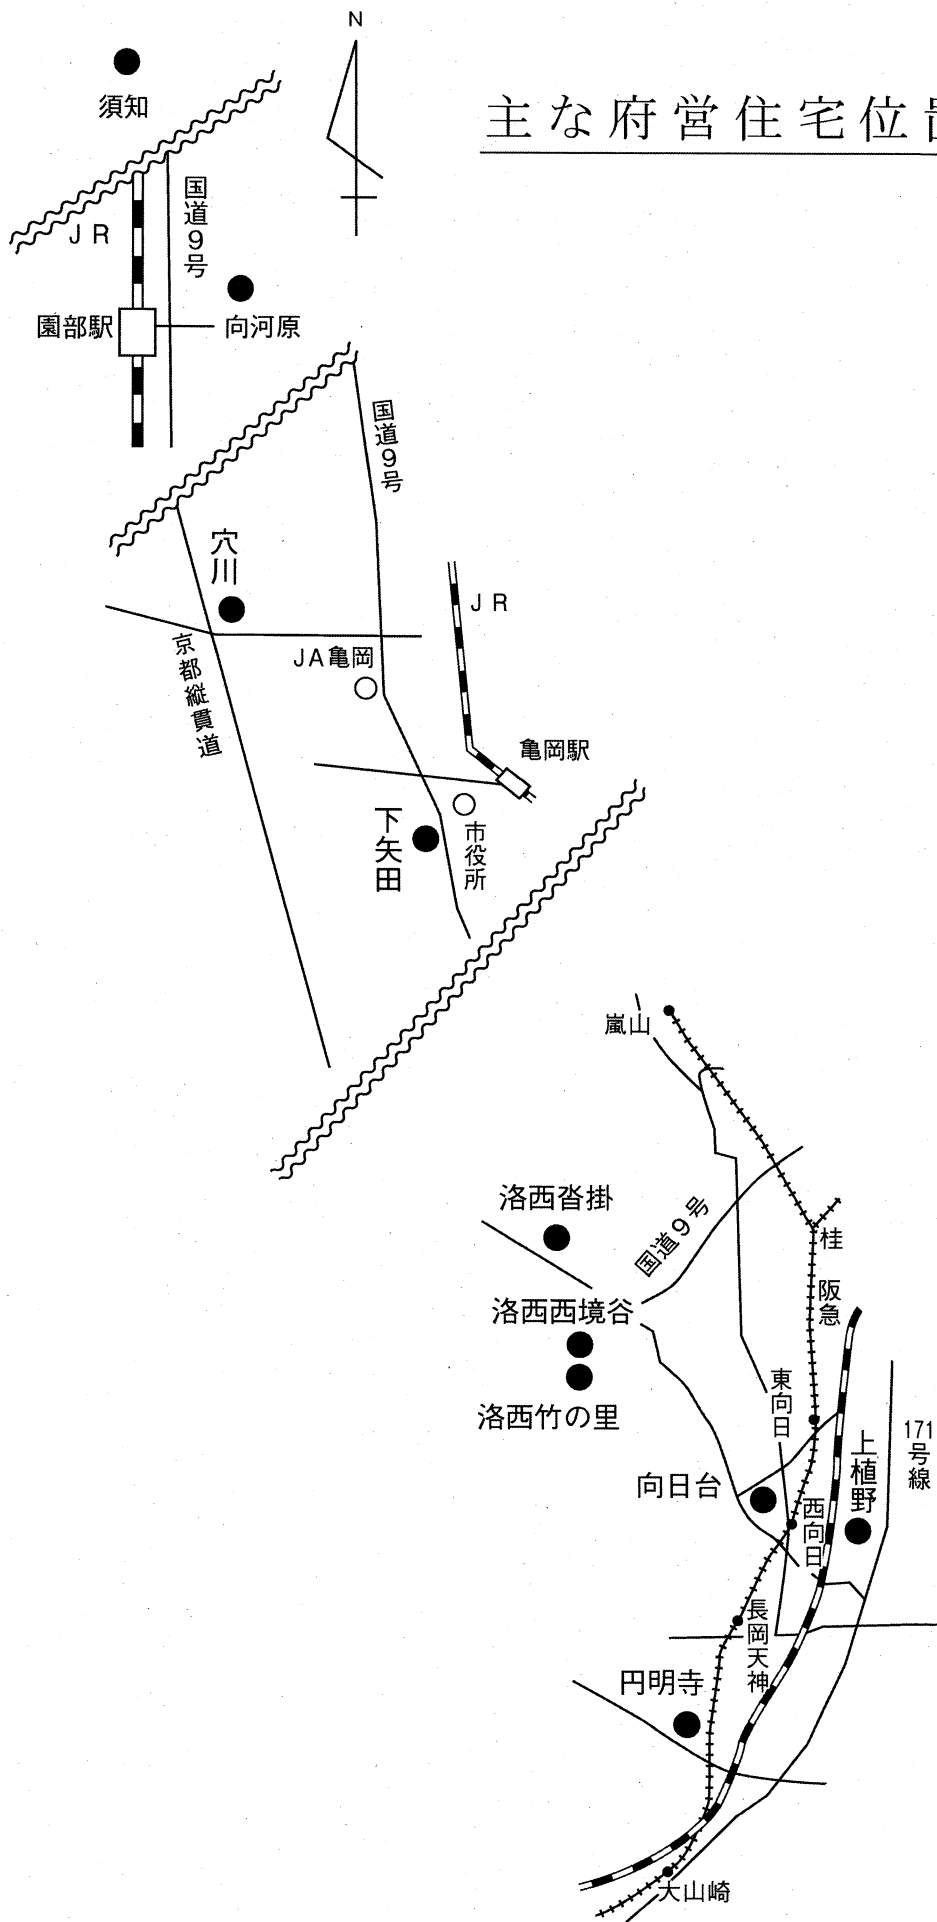 N
主な府営住宅位
須知
国道9号
JR
園部駅
向河原
国道9号
穴川
JR
京都縦貫道
JA亀岡
亀岡駅
下矢田
市役所
嵐山
洛西沓掛
国道9号
桂
阪急
洛西西境谷
東向日
洛西竹の里
171号線
上植野
向日台
西向日
長岡天神
円明寺
大山崎